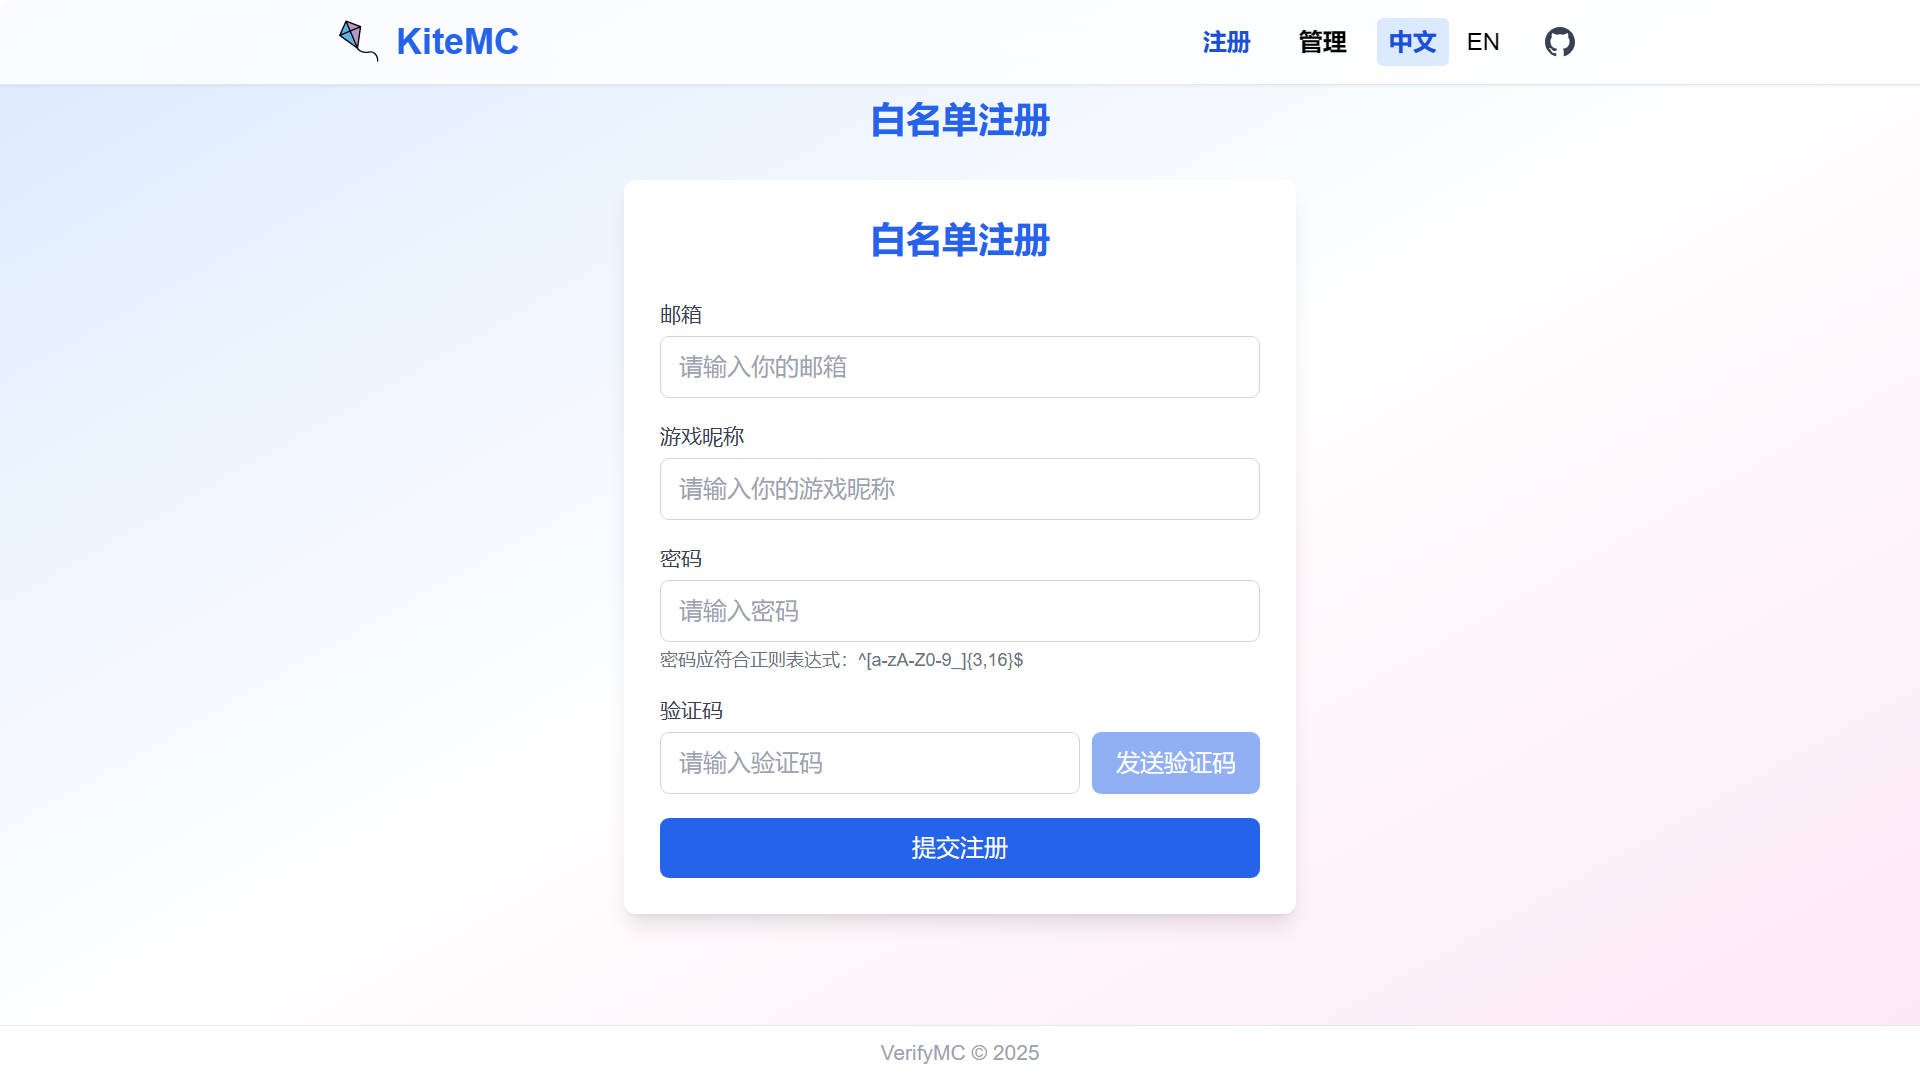 KiteMC
注册 管理 中文 EN
白名单注册
白名单注册
邮箱
请输入你的邮箱
游戏昵称
请输入你的游戏昵称
密码
请输入密码
密码应符合正则表达式：^[a-zA-Z0-9_]{3,16}$
验证码
请输入验证码 发送验证码
提交注册
VerifyMC © 2025